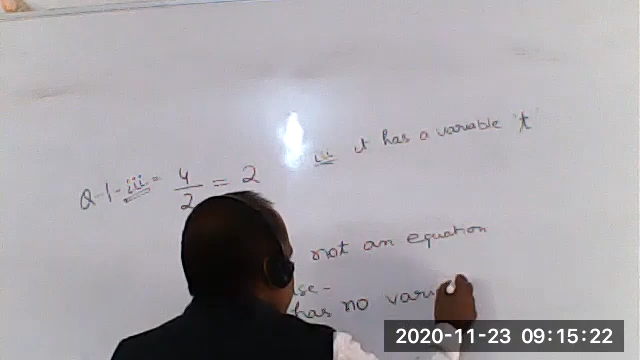 Q-1-iii= 4/2 = 2
iii it has a variable 't'
not an equation
has no
2020-11-23 09:15:22